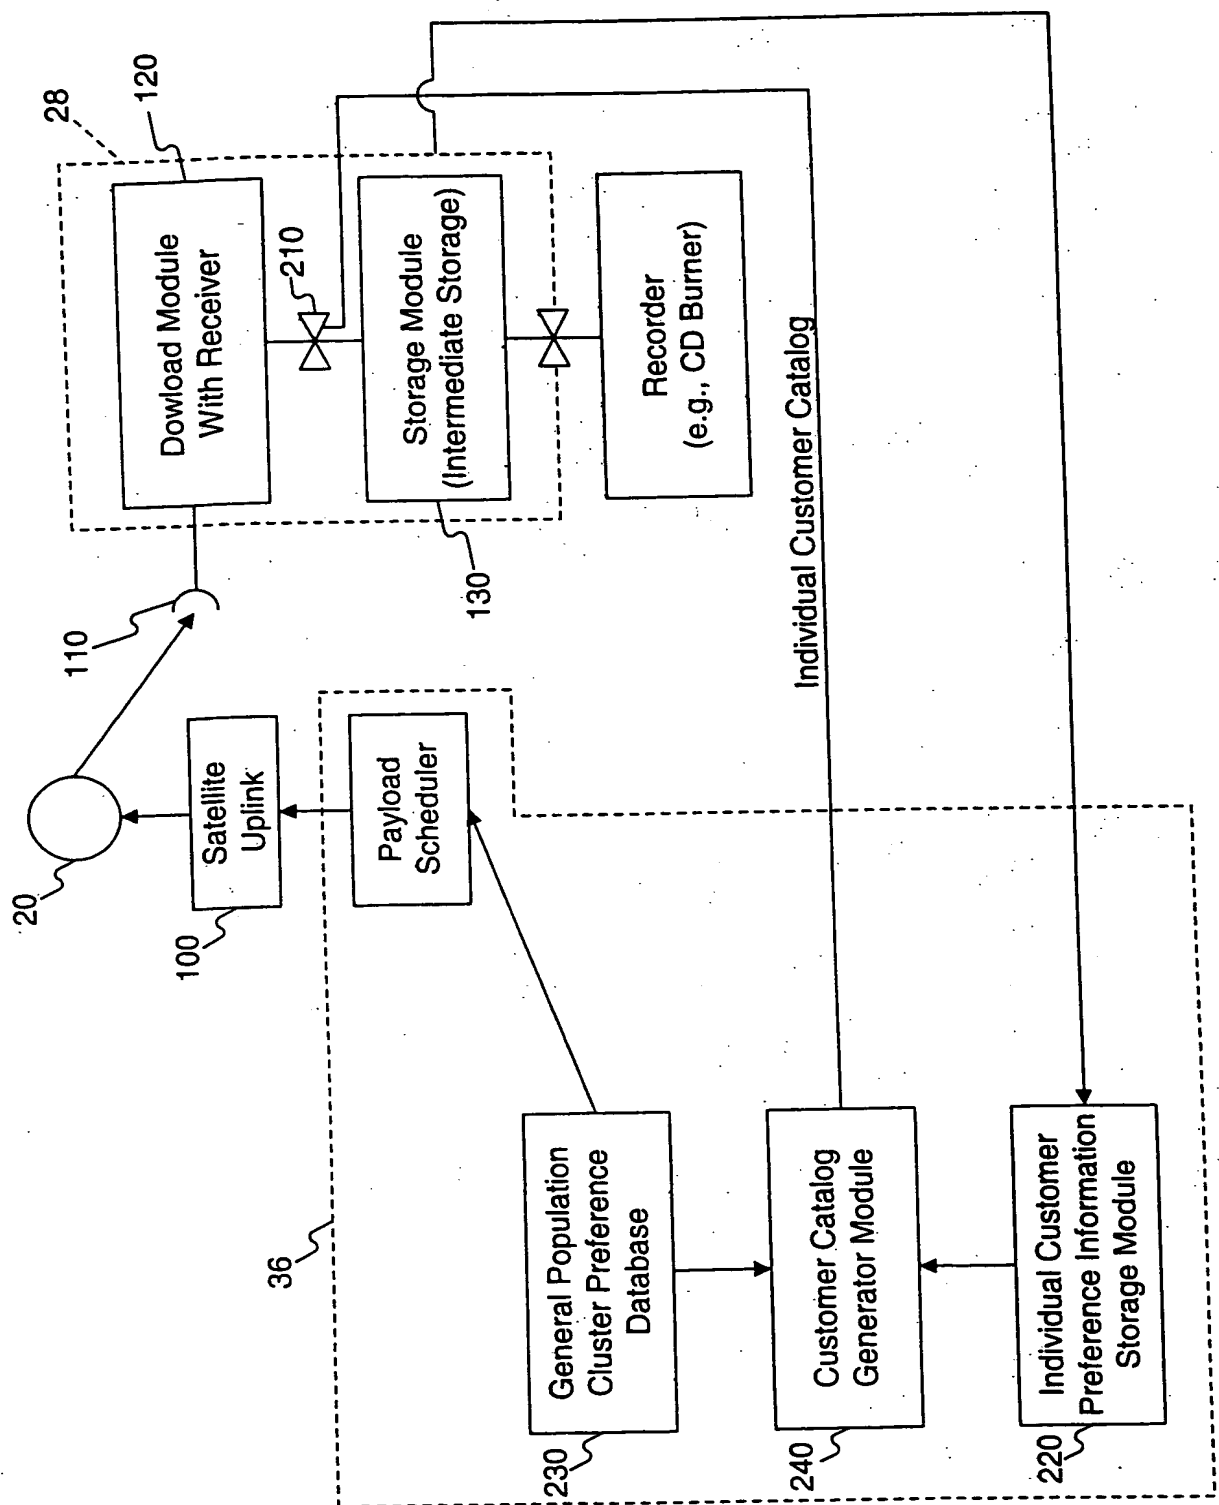 20
100
Satellite
Uplink
110
28
120
Dowload Module
With Receiver
210
Storage Module
(Intermediate Storage)
130
Recorder
(e.g., CD Burner)
36
Payload
Scheduler
General Population
Cluster Preference
Database
230
Customer Catalog
Generator Module
240
Individual Customer Catalog
Individual Customer
Preference Information
Storage Module
220